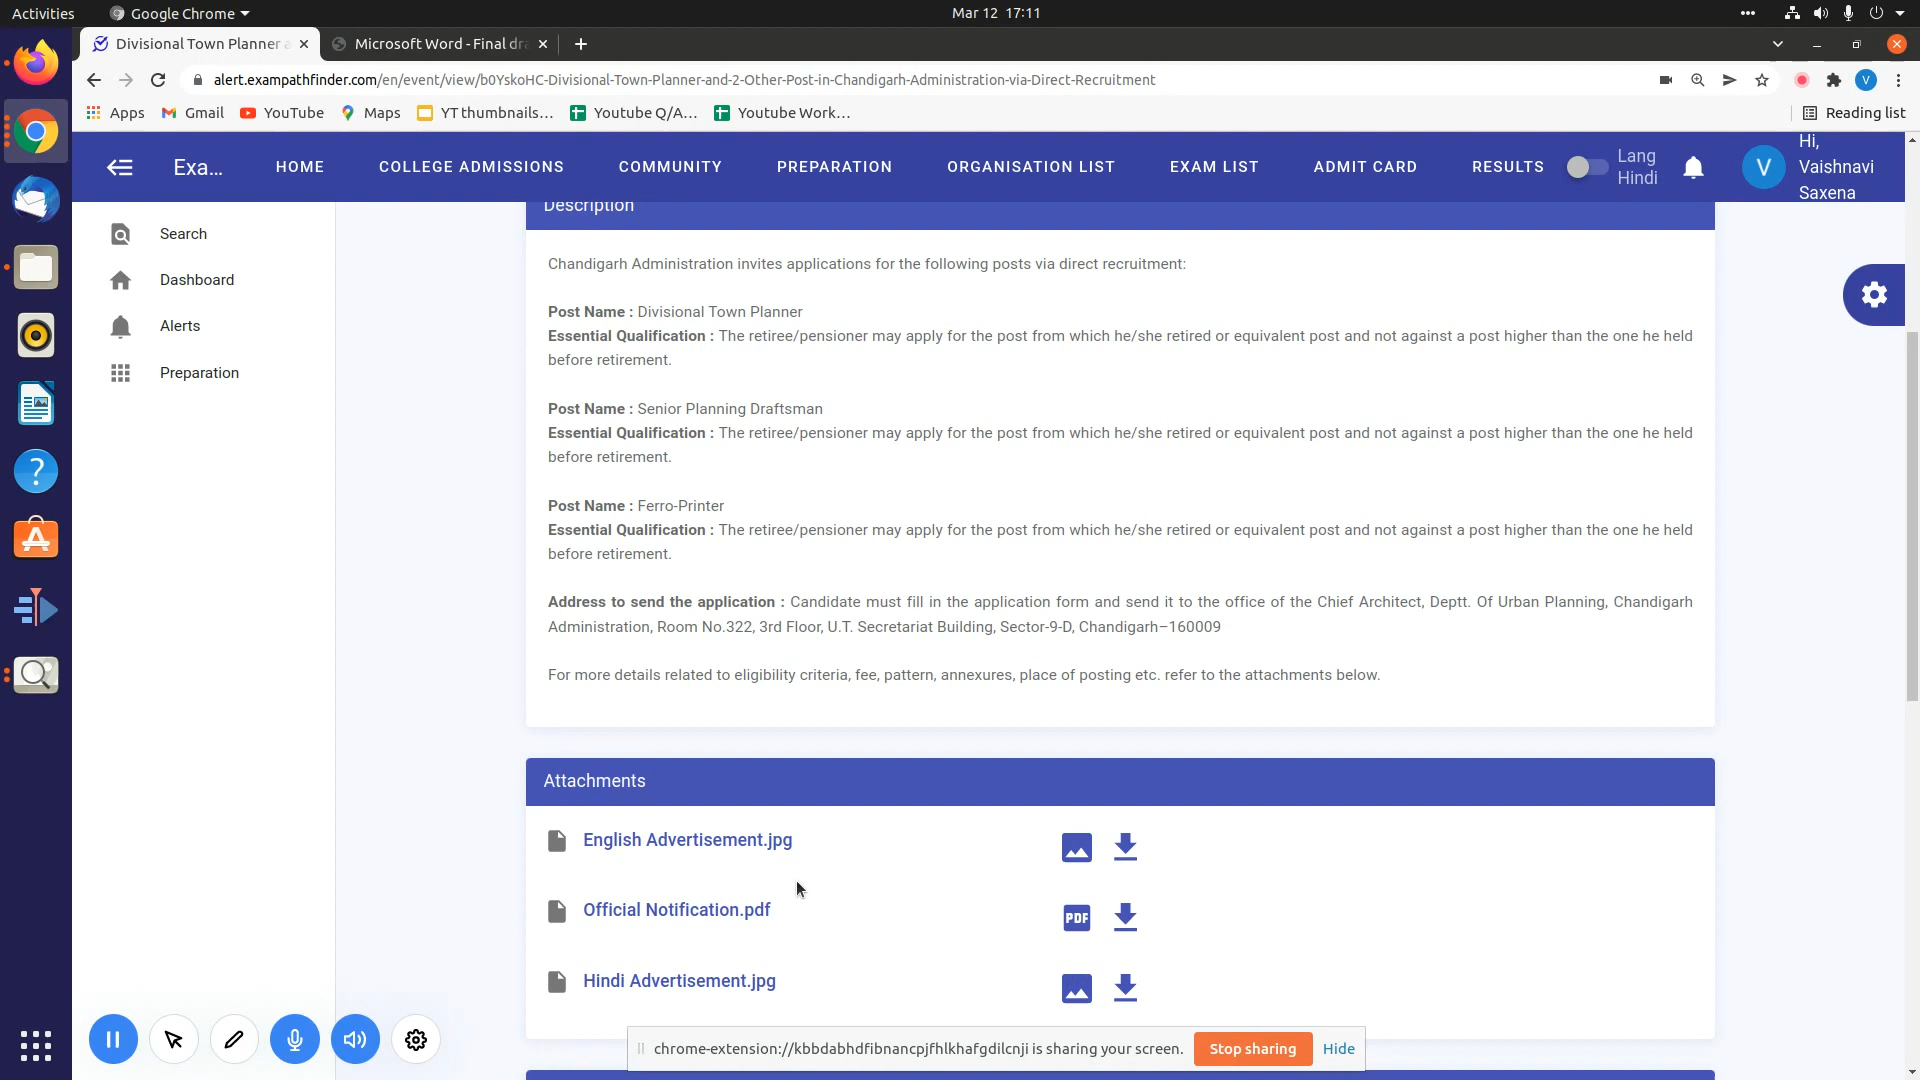 Activities
Google Chrome
Mar 12 17:11
Divisional Town Planner a
Microsoft Word - Final dra
alert.exampathfinder.com/en/event/view/b0YskoHC-Divisional-Town-Planner-and-2-Other-Post-in-Chandigarh-Administration-via-Direct-Recruitment
V
Apps
Gmail
YouTube
Maps
YT thumbnails...
Youtube Q/A...
Youtube Work...
Reading list
Exa...
HOME
COLLEGE ADMISSIONS
COMMUNITY
PREPARATION
ORGANISATION LIST
EXAM LIST
ADMIT CARD
RESULTS
Lang
Hindi
V
Hi,
Vaishnavi
Saxena
Search
Dashboard
Alerts
Preparation
Description
Chandigarh Administration invites applications for the following posts via direct recruitment:
Post Name : Divisional Town Planner
Essential Qualification : The retiree/pensioner may apply for the post from which he/she retired or equivalent post and not against a post higher than the one he held
before retirement.
Post Name : Senior Planning Draftsman
Essential Qualification : The retiree/pensioner may apply for the post from which he/she retired or equivalent post and not against a post higher than the one he held
before retirement.
Post Name : Ferro-Printer
Essential Qualification : The retiree/pensioner may apply for the post from which he/she retired or equivalent post and not against a post higher than the one he held
before retirement.
Address to send the application : Candidate must fill in the application form and send it to the office of the Chief Architect, Deptt. Of Urban Planning, Chandigarh
Administration, Room No.322, 3rd Floor, U.T. Secretariat Building, Sector-9-D, Chandigarh–160009
For more details related to eligibility criteria, fee, pattern, annexures, place of posting etc. refer to the attachments below.
Attachments
English Advertisement.jpg
Official Notification.pdf
PDF
Hindi Advertisement.jpg
chrome-extension://kbbdabhdfibnancpjfhlkhafgdilcnji is sharing your screen.
Stop sharing
Hide